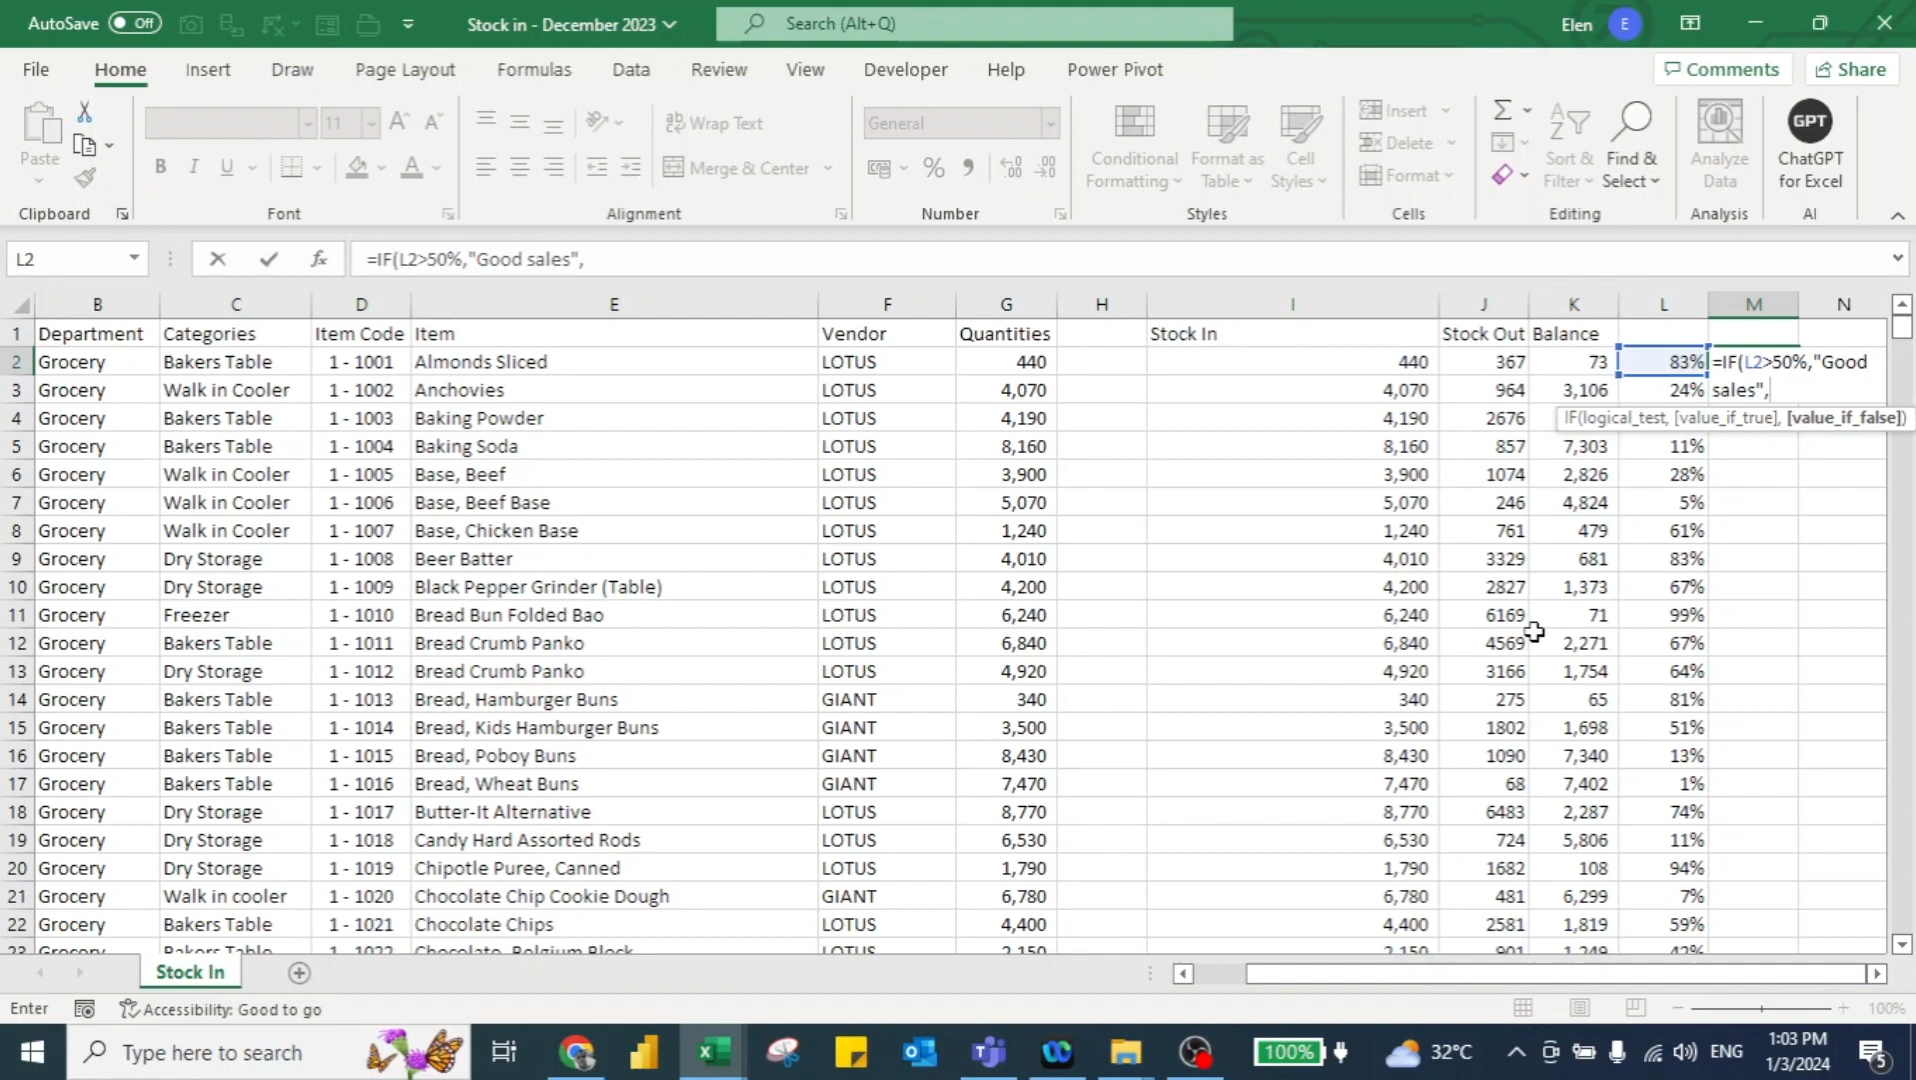 AutoSave Off Stock in - December 2023 Search (Alt+Q) Elen E
File Home Insert Draw Page Layout Formulas Data Review View Developer Help Power Pivot Comments Share
11 A A ab Wrap Text General Insert Σ GPT
Paste B I U A Merge & Center % Conditional Formatting Format as Table Cell Styles Delete Format Sort & Filter Find & Select Analyze Data ChatGPT for Excel
Clipboard Font Alignment Number Styles Cells Editing Analysis AI
L2 fx =IF(L2>50%,"Good sales",
B C D E F G H I J K L M N
1 Department Categories Item Code Item Vendor Quantities Stock In Stock Out Balance
2 Grocery Bakers Table 1 - 1001 Almonds Sliced LOTUS 440 440 367 73 83% =IF(L2>50%,"Good
3 Grocery Walk in Cooler 1 - 1002 Anchovies LOTUS 4,070 4,070 964 3,106 24% sales",
4 Grocery Bakers Table 1 - 1003 Baking Powder LOTUS 4,190 4,190 2676 IF(logical_test, [value_if_true], [value_if_false])
5 Grocery Bakers Table 1 - 1004 Baking Soda LOTUS 8,160 8,160 857 7,303 11%
6 Grocery Walk in Cooler 1 - 1005 Base, Beef LOTUS 3,900 3,900 1074 2,826 28%
7 Grocery Walk in Cooler 1 - 1006 Base, Beef Base LOTUS 5,070 5,070 246 4,824 5%
8 Grocery Walk in Cooler 1 - 1007 Base, Chicken Base LOTUS 1,240 1,240 761 479 61%
9 Grocery Dry Storage 1 - 1008 Beer Batter LOTUS 4,010 4,010 3329 681 83%
10 Grocery Dry Storage 1 - 1009 Black Pepper Grinder (Table) LOTUS 4,200 4,200 2827 1,373 67%
11 Grocery Freezer 1 - 1010 Bread Bun Folded Bao LOTUS 6,240 6,240 6169 71 99%
12 Grocery Bakers Table 1 - 1011 Bread Crumb Panko LOTUS 6,840 6,840 4569 2,271 67%
13 Grocery Dry Storage 1 - 1012 Bread Crumb Panko LOTUS 4,920 4,920 3166 1,754 64%
14 Grocery Bakers Table 1 - 1013 Bread, Hamburger Buns GIANT 340 340 275 65 81%
15 Grocery Bakers Table 1 - 1014 Bread, Kids Hamburger Buns GIANT 3,500 3,500 1802 1,698 51%
16 Grocery Bakers Table 1 - 1015 Bread, Poboy Buns GIANT 8,430 8,430 1090 7,340 13%
17 Grocery Bakers Table 1 - 1016 Bread, Wheat Buns GIANT 7,470 7,470 68 7,402 1%
18 Grocery Dry Storage 1 - 1017 Butter-It Alternative LOTUS 8,770 8,770 6483 2,287 74%
19 Grocery Dry Storage 1 - 1018 Candy Hard Assorted Rods LOTUS 6,530 6,530 724 5,806 11%
20 Grocery Dry Storage 1 - 1019 Chipotle Puree, Canned LOTUS 1,790 1,790 1682 108 94%
21 Grocery Walk in cooler 1 - 1020 Chocolate Chip Cookie Dough GIANT 6,780 6,780 481 6,299 7%
22 Grocery Bakers Table 1 - 1021 Chocolate Chips LOTUS 4,400 4,400 2581 1,819 59%
23 Grocery Bakers Table 1 - 1022 Chocolate, Belgium Block LOTUS 2,150 2,150 901 1,249 42%
Stock In
Enter Accessibility: Good to go 100%
Type here to search 100% 32°C ENG 1:03 PM
1/3/2024 5